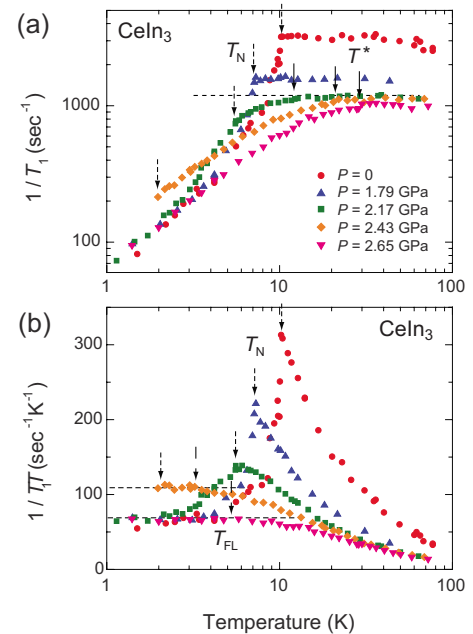 (a)
CeIn3
TN
T*
1000
100
1/T1 (sec-1)
P = 0
P = 1.79 GPa
P = 2.17 GPa
P = 2.43 GPa
P = 2.65 GPa
1
10
100
(b)
CeIn3
TN
300
200
100
0
1/T1T (sec-1K-1)
TFL
1
10
100
Temperature (K)